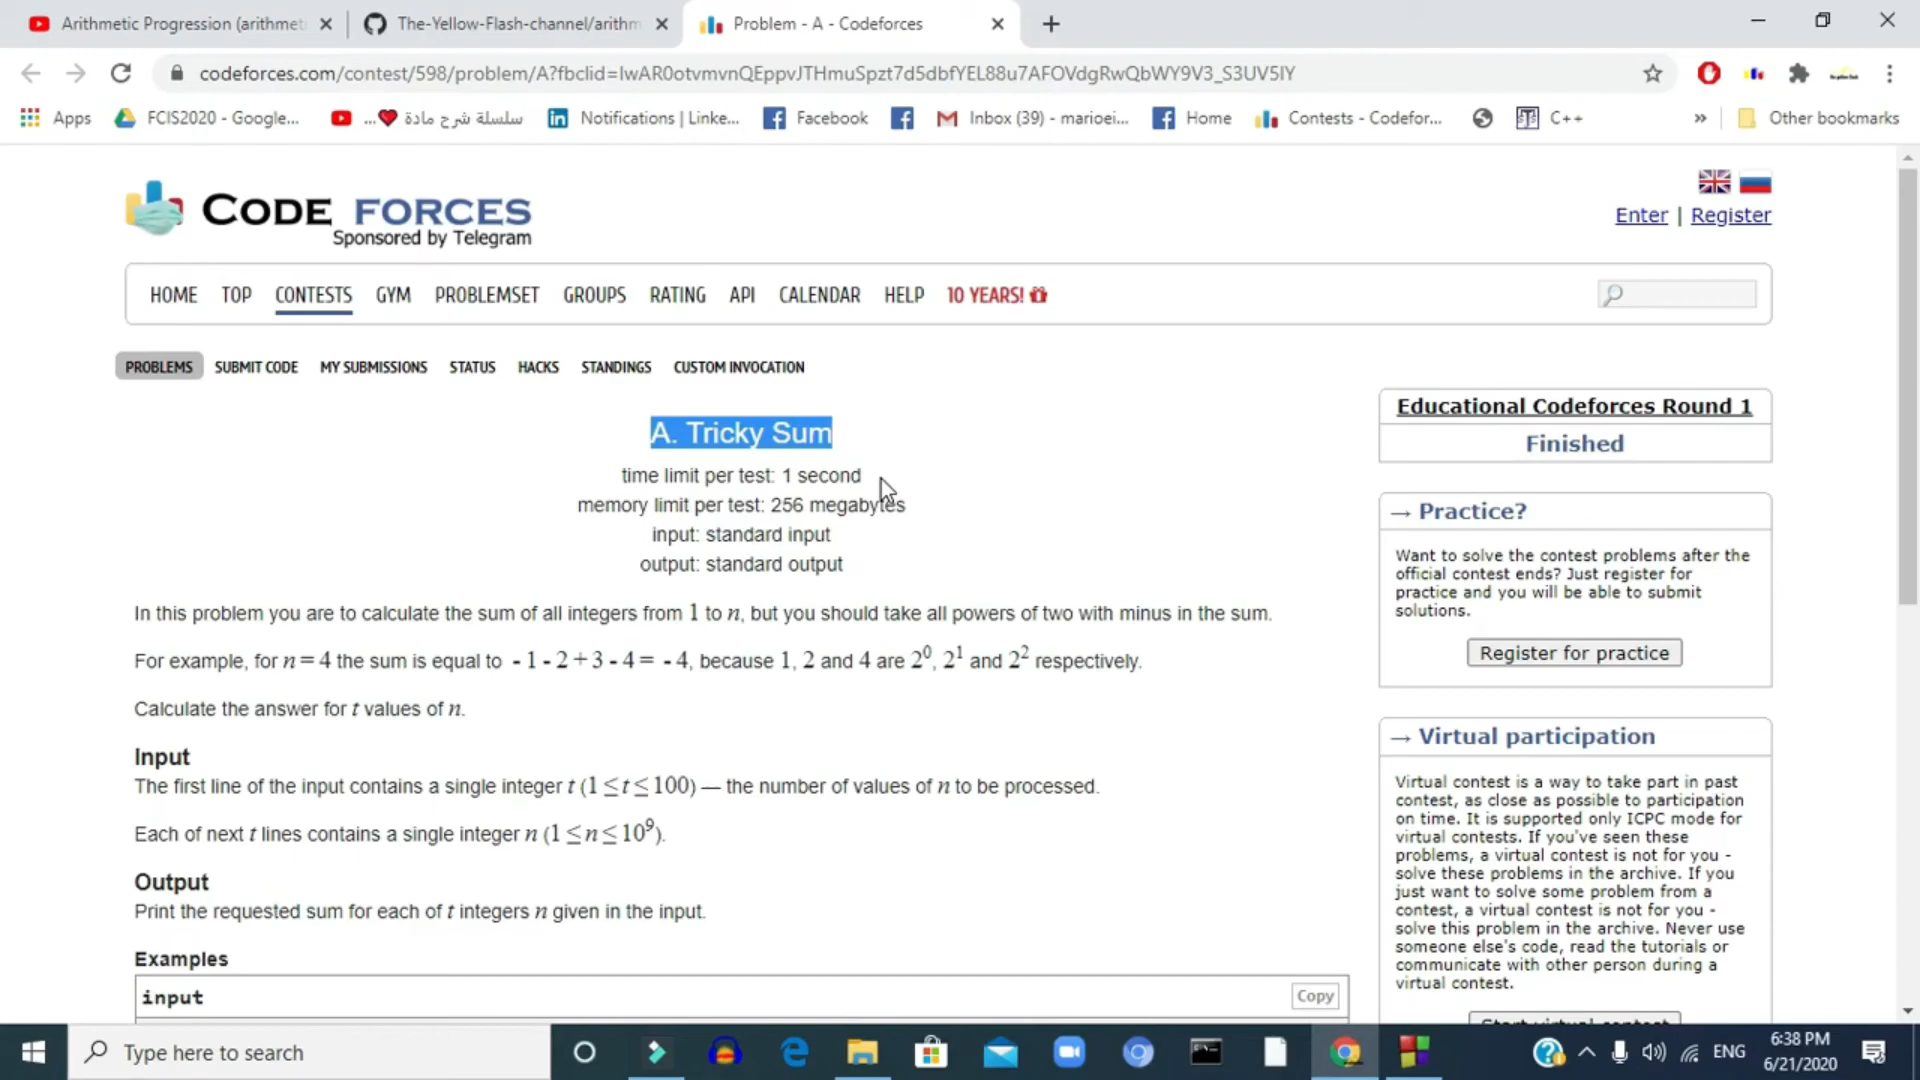 Arithmetic Progression (arithmet
The-Yellow-Flash-channel/arithm
Problem - A - Codeforces
codeforces.com/contest/598/problem/A?fbclid=IwAR0otvmvnQEppvJTHmuSpzt7d5dbfYEL88u7AFOVdgRwQbWY9V3_S3UV5IY
Apps
FCIS2020 - Google...
سلسلة شرح مادة ❤...
Notifications | Linke...
Facebook
Inbox (39) - marioei...
Home
Contests - Codefor...
C++
»
Other bookmarks
CODE FORCES
Sponsored by Telegram
Enter | Register
HOME TOP CONTESTS GYM PROBLEMSET GROUPS RATING API CALENDAR HELP 10 YEARS!
PROBLEMS SUBMIT CODE MY SUBMISSIONS STATUS HACKS STANDINGS CUSTOM INVOCATION
A. Tricky Sum
time limit per test: 1 second
memory limit per test: 256 megabytes
input: standard input
output: standard output
In this problem you are to calculate the sum of all integers from 1 to n, but you should take all powers of two with minus in the sum.
For example, for n = 4 the sum is equal to - 1 - 2 + 3 - 4 = - 4, because 1, 2 and 4 are 2⁰, 2¹ and 2² respectively.
Calculate the answer for t values of n.
Input
The first line of the input contains a single integer t (1 ≤ t ≤ 100) — the number of values of n to be processed.
Each of next t lines contains a single integer n (1 ≤ n ≤ 10⁹).
Output
Print the requested sum for each of t integers n given in the input.
Examples
input
Copy
Educational Codeforces Round 1
Finished
→ Practice?
Want to solve the contest problems after the
official contest ends? Just register for
practice and you will be able to submit
solutions.
Register for practice
→ Virtual participation
Virtual contest is a way to take part in past
contest, as close as possible to participation
on time. It is supported only ICPC mode for
virtual contests. If you've seen these
problems, a virtual contest is not for you -
solve these problems in the archive. If you
just want to solve some problem from a
contest, a virtual contest is not for you -
solve this problem in the archive. Never use
someone else's code, read the tutorials or
communicate with other person during a
virtual contest.
Start virtual contest
Type here to search
ENG
6:38 PM
6/21/2020